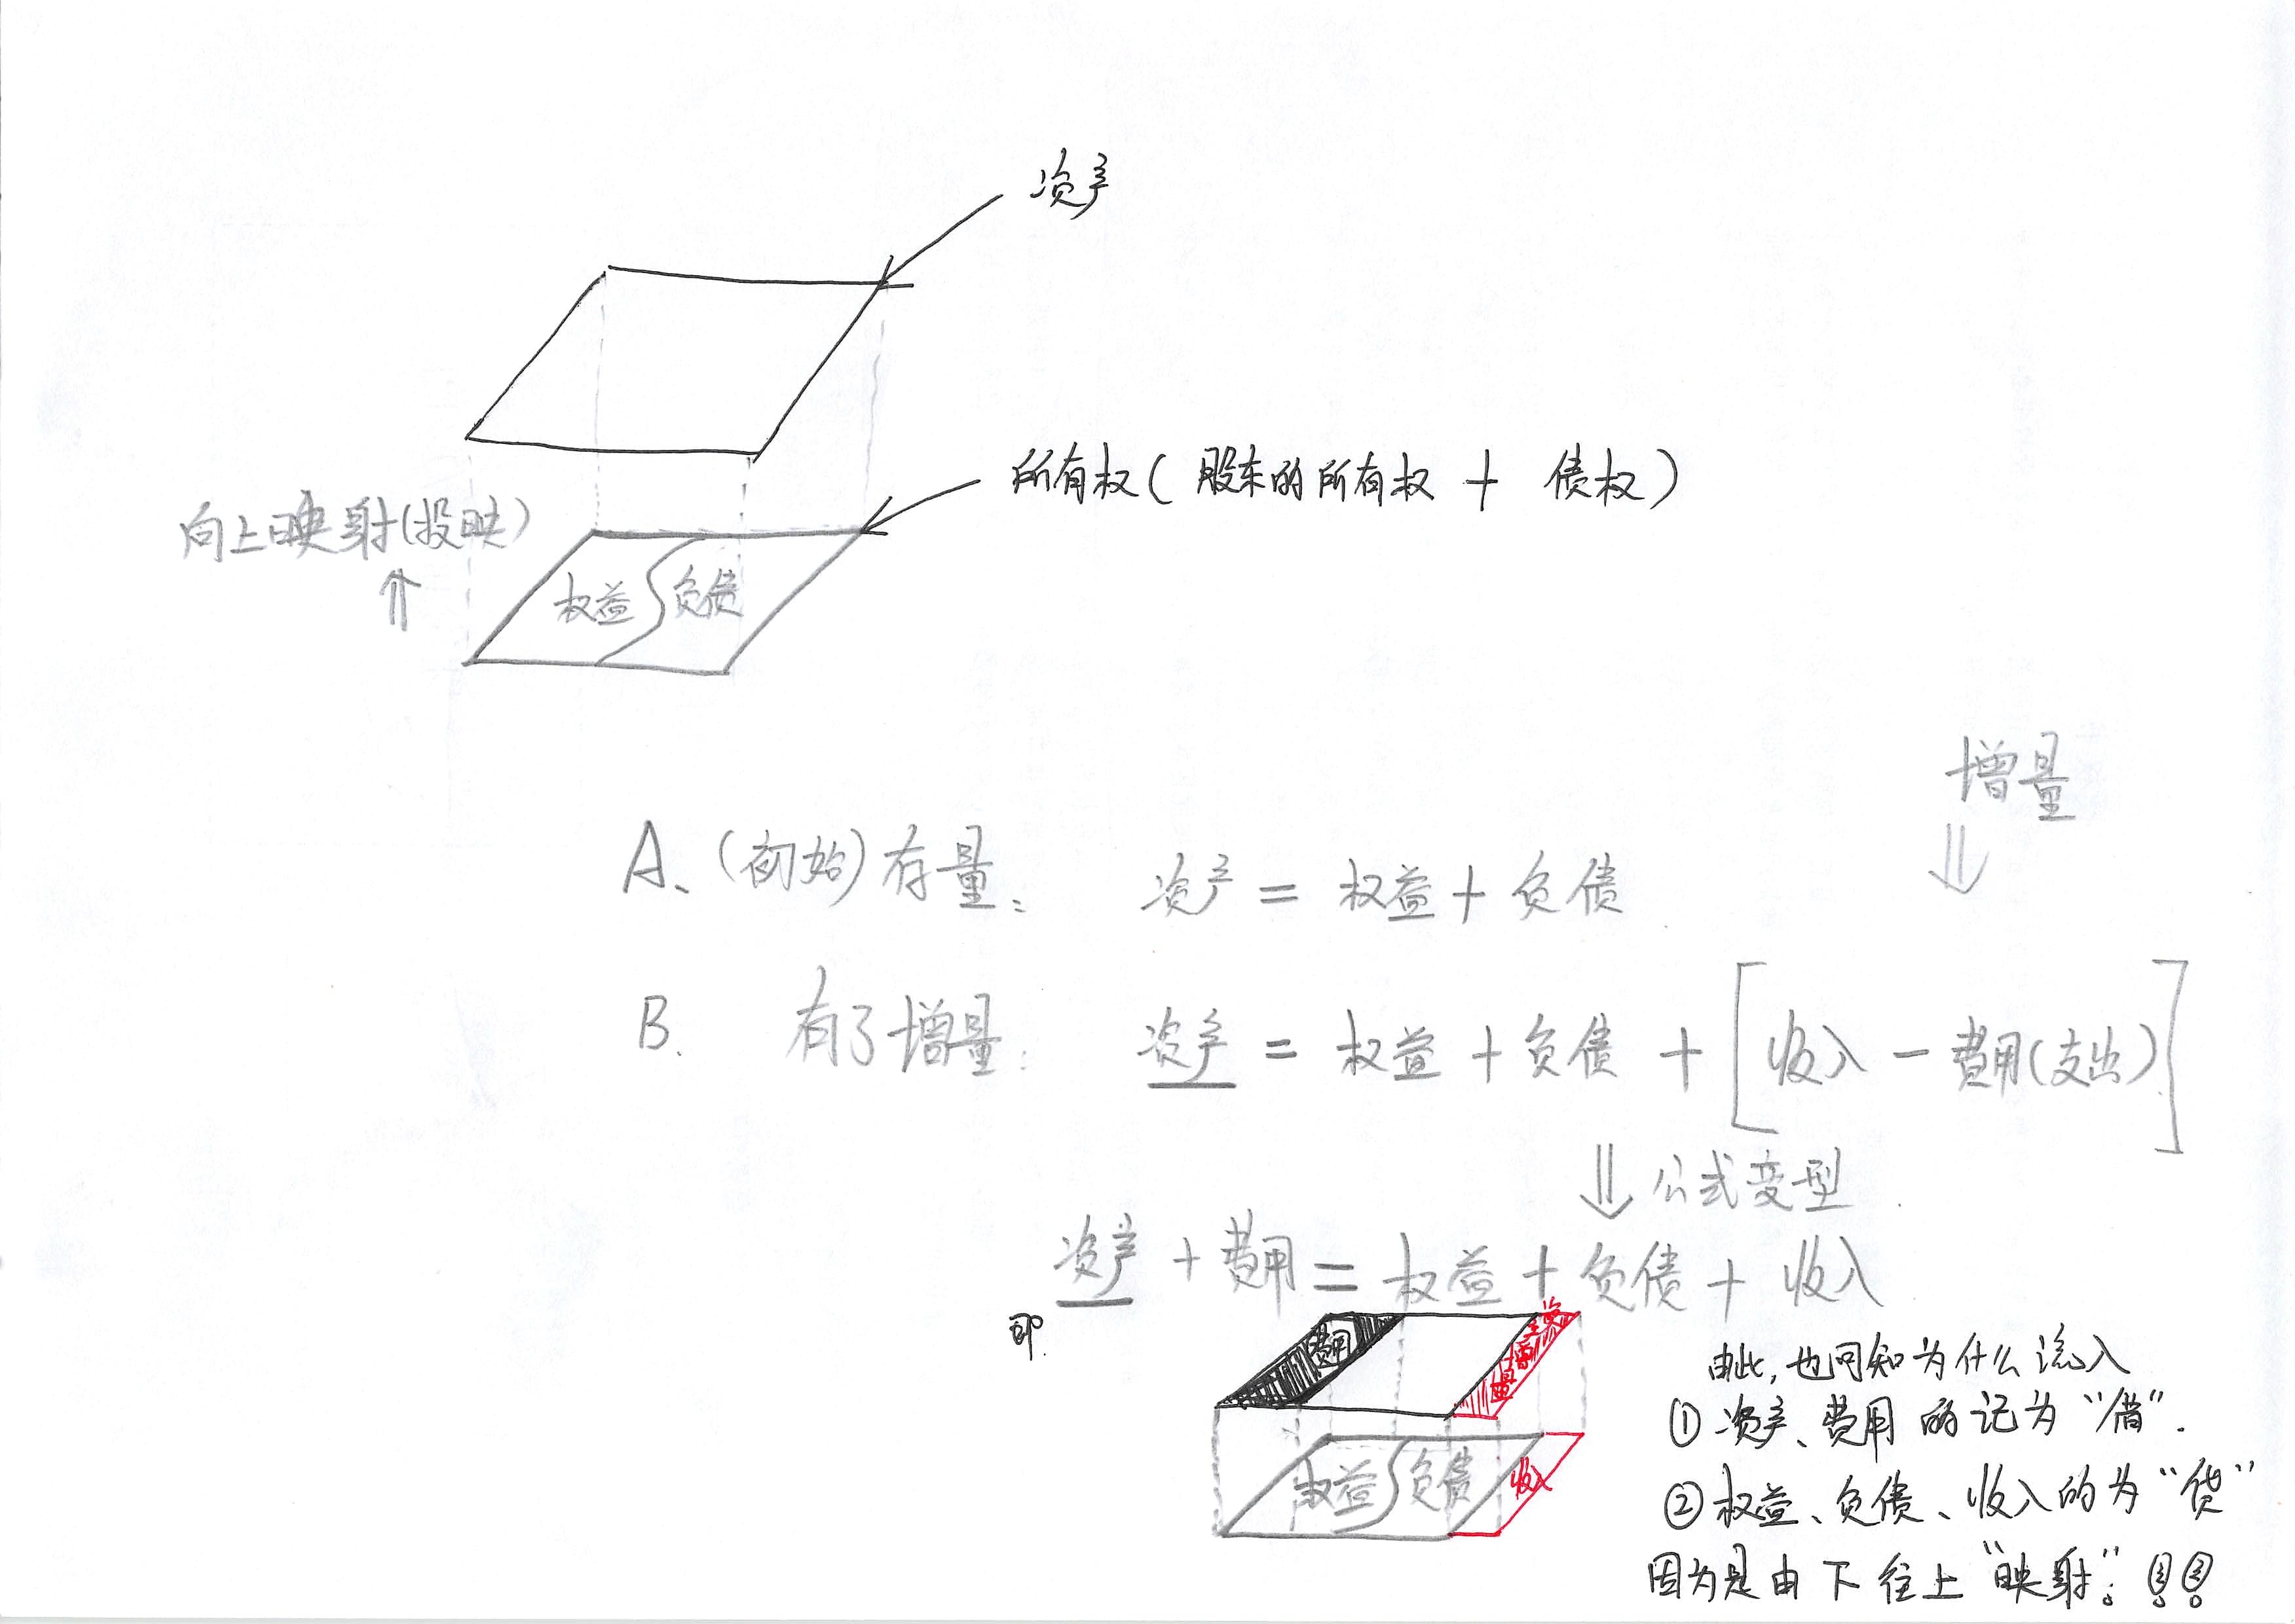 资产
所有权(股东的所有权 + 债权)
向上映射(投映)
⇑
权益 负债
增量
⇓
A、(初始)存量: 资产 = 权益 + 负债
B. 有了增量: 资产 = 权益 + 负债 + [收入 - 费用(支出)]
⇓ 公式变型
资产 + 费用 = 权益 + 负债 + 收入
即
费用
资产增量
权益 负债 收入
由此,也可知为什么流入
①资产、费用的记为“借”.
②权益、负债、收入的为“贷”
因为是由下往上“映射”!!!